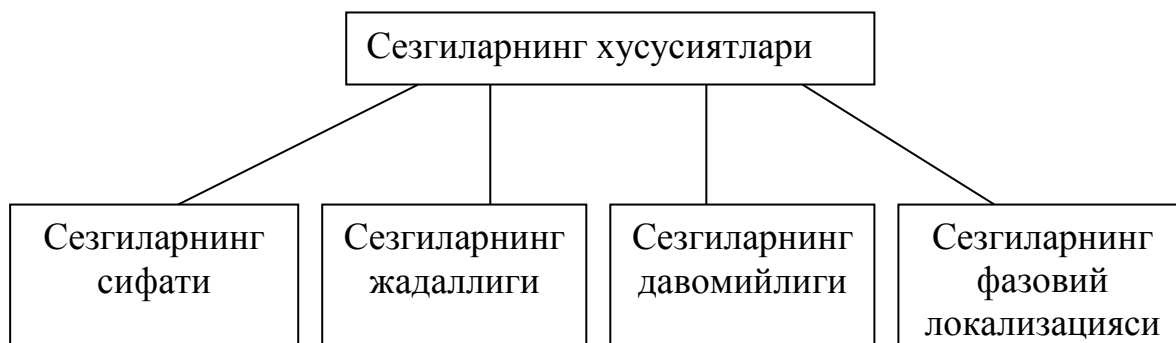 Сезгиларнинг хусусиятлари
Сезгиларнинг
сифати
Сезгиларнинг
жадаллиги
Сезгиларнинг
давомийлиги
Сезгиларнинг
фазовий
локализацияси